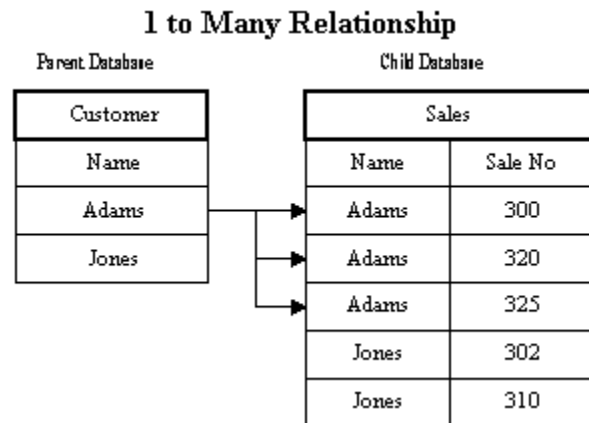 1 to Many Relationship
Parent Database Child Database
Customer Sales
Name Name Sale No
Adams Adams 300
Jones Adams 320
Adams 325
Jones 302
Jones 310